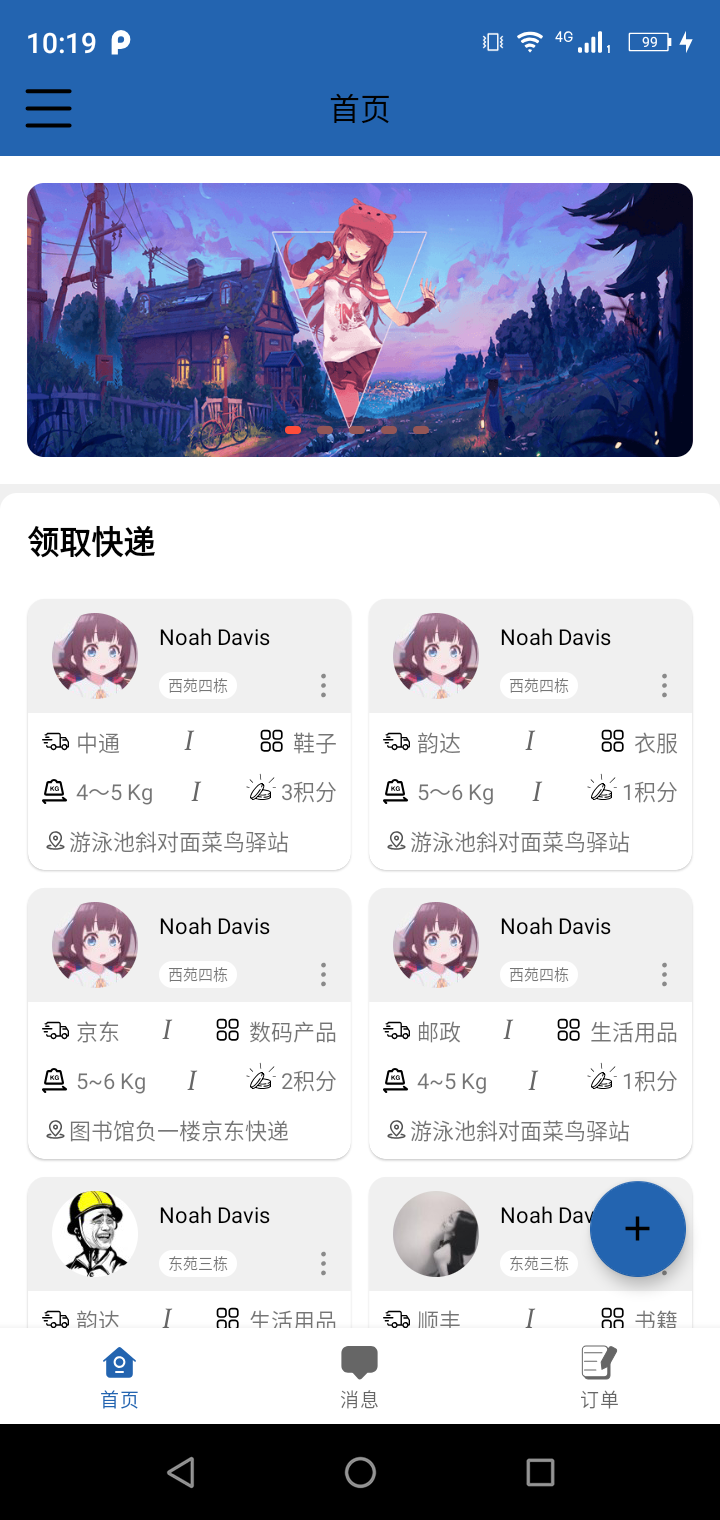 10:19
4G
1
99
首页
N
领取快递
Noah Davis
西苑四栋
中通 I 鞋子
KG 4～5 Kg I 3积分
游泳池斜对面菜鸟驿站
Noah Davis
西苑四栋
韵达 I 衣服
KG 5～6 Kg I 1积分
游泳池斜对面菜鸟驿站
Noah Davis
西苑四栋
京东 I 数码产品
KG 5~6 Kg I 2积分
图书馆负一楼京东快递
Noah Davis
西苑四栋
邮政 I 生活用品
KG 4~5 Kg I 1积分
游泳池斜对面菜鸟驿站
Noah Davis
东苑三栋
韵达 I 生活用品
Noah Dav
东苑三栋
顺丰 I 书籍
首页
消息
订单